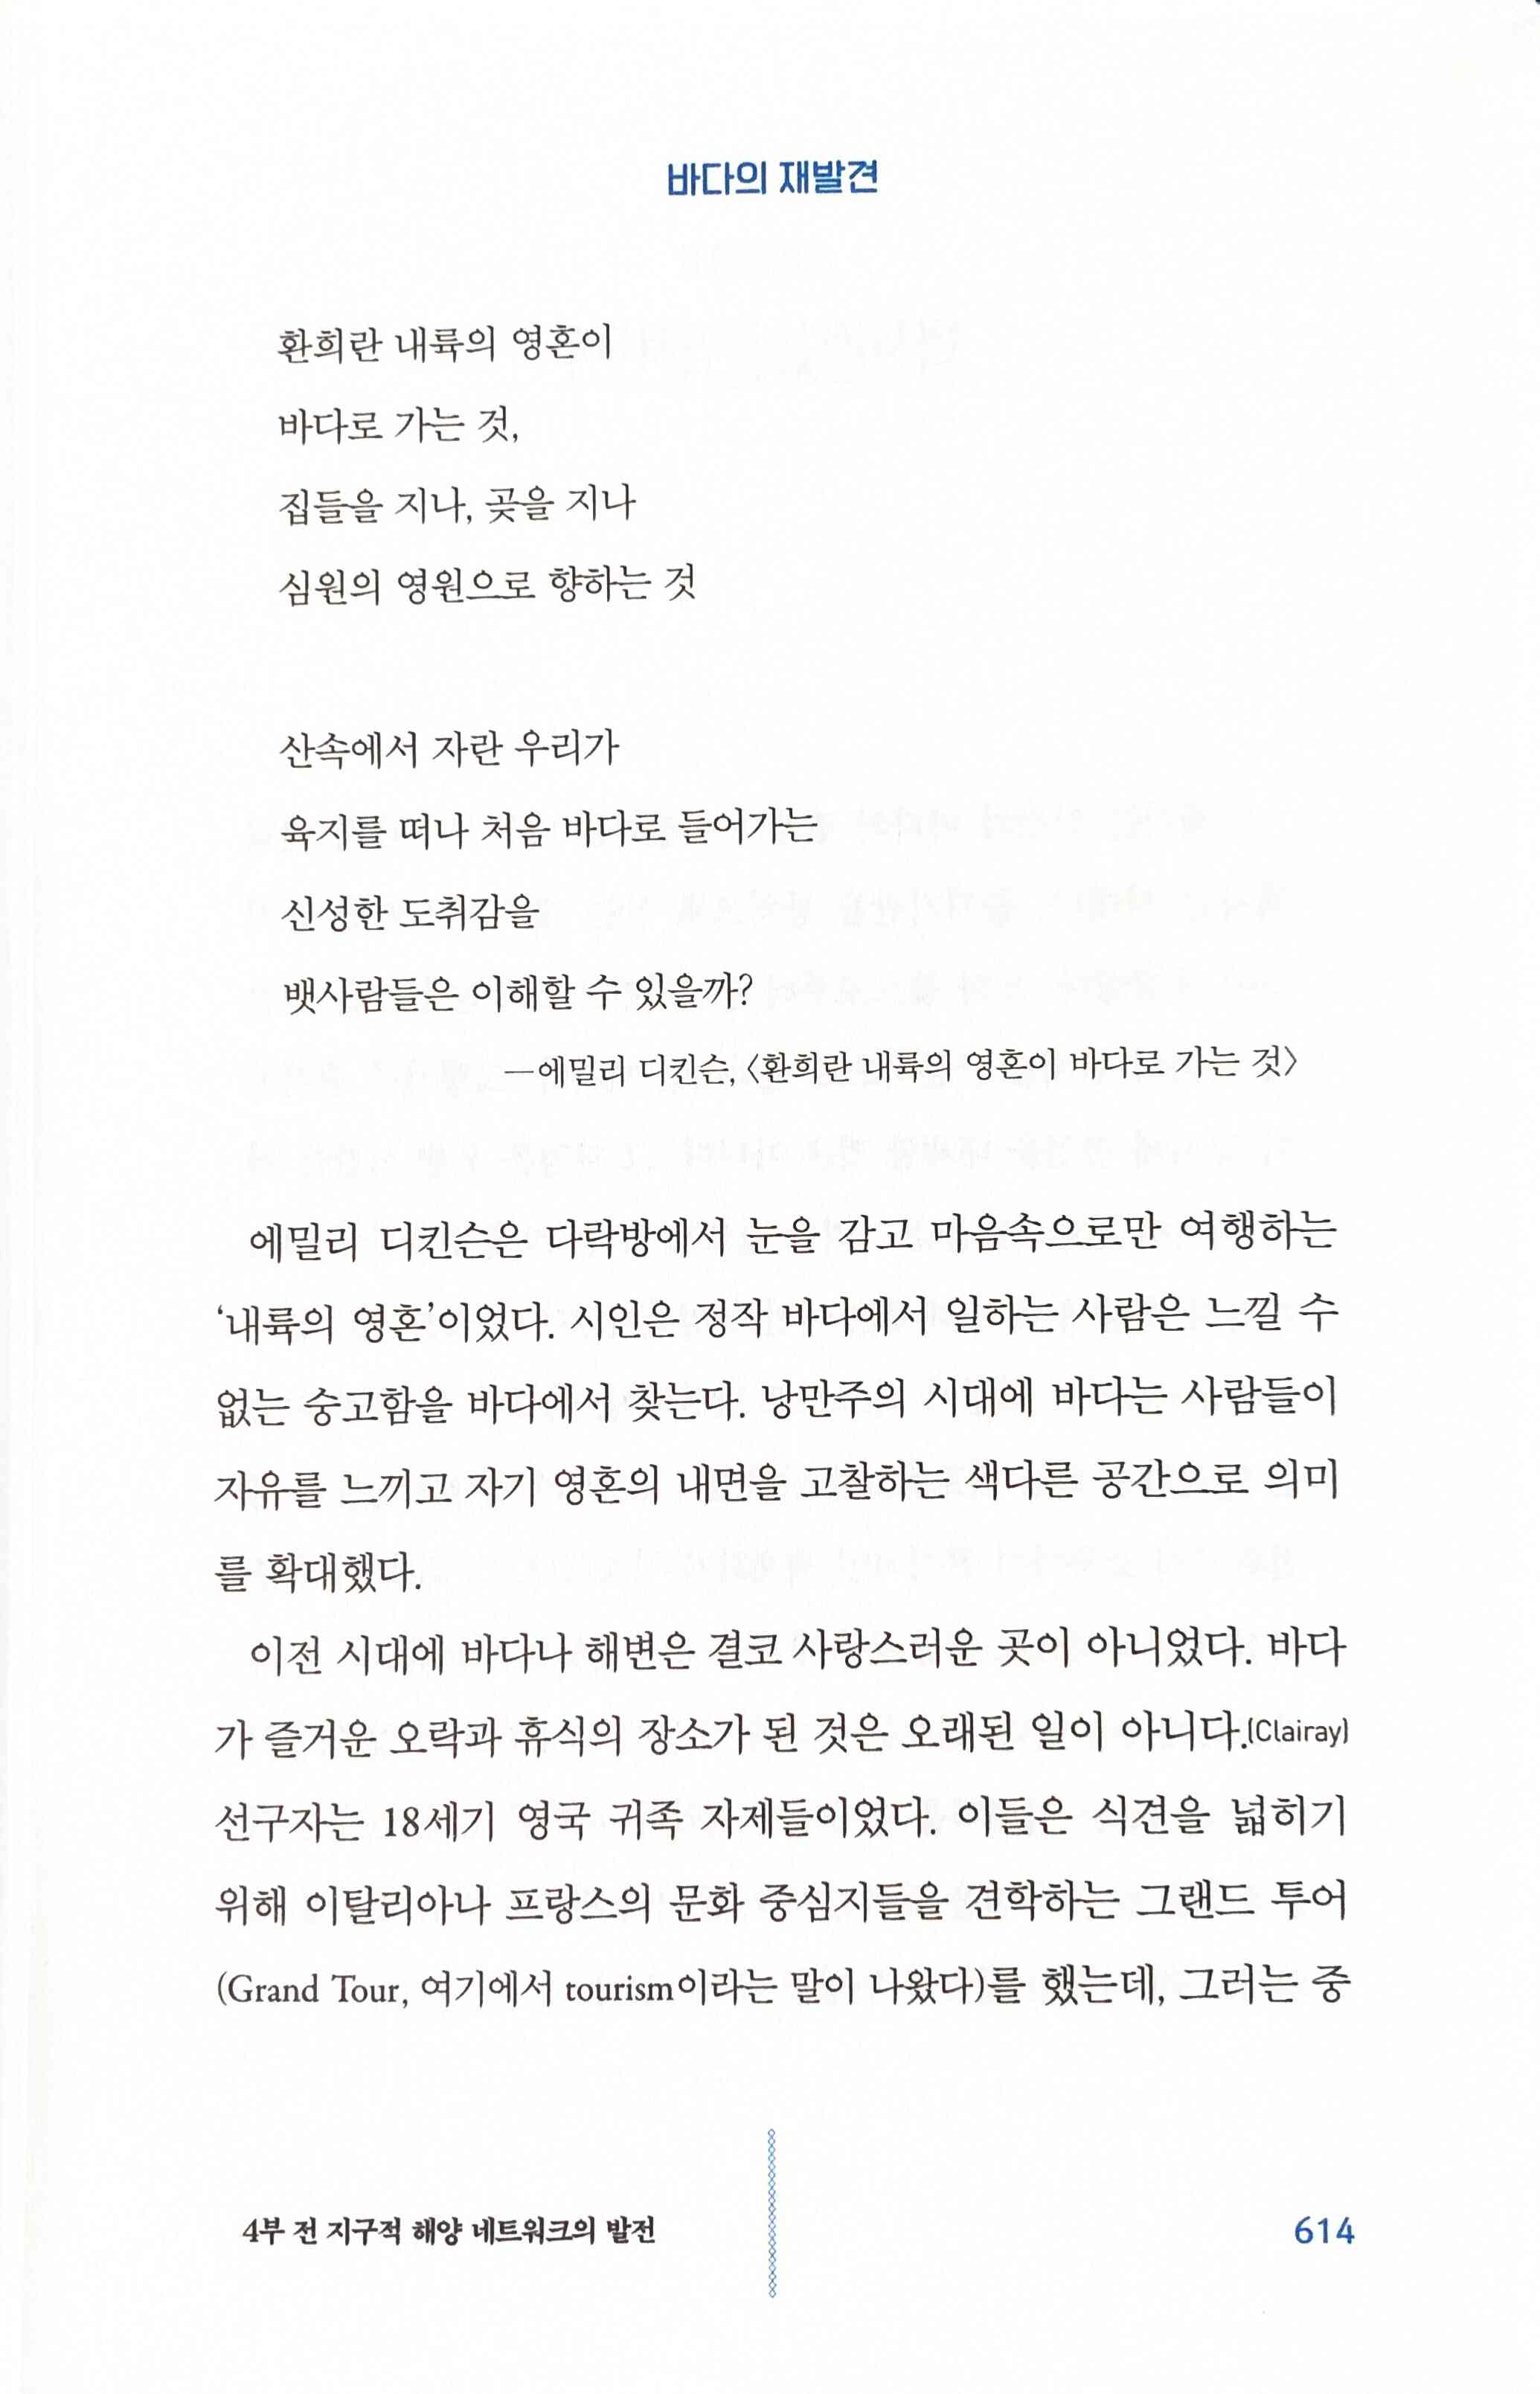 바다의 재발견
환희란 내륙의 영혼이
바다로 가는 것,
집들을 지나, 곶을 지나
심원의 영원으로 향하는 것
산속에서 자란 우리가
육지를 떠나 처음 바다로 들어가는
신성한 도취감을
뱃사람들은 이해할 수 있을까?
—에밀리 디킨슨, 〈환희란 내륙의 영혼이 바다로 가는 것〉
에밀리 디킨슨은 다락방에서 눈을 감고 마음속으로만 여행하는
‘내륙의 영혼’이었다. 시인은 정작 바다에서 일하는 사람은 느낄 수
없는 숭고함을 바다에서 찾는다. 낭만주의 시대에 바다는 사람들이
자유를 느끼고 자기 영혼의 내면을 고찰하는 색다른 공간으로 의미
를 확대했다.
이전 시대에 바다나 해변은 결코 사랑스러운 곳이 아니었다. 바다
가 즐거운 오락과 휴식의 장소가 된 것은 오래된 일이 아니다.(Clairay)
선구자는 18세기 영국 귀족 자제들이었다. 이들은 식견을 넓히기
위해 이탈리아나 프랑스의 문화 중심지들을 견학하는 그랜드 투어
(Grand Tour, 여기에서 tourism이라는 말이 나왔다)를 했는데, 그러는 중
4부 전 지구적 해양 네트워크의 발전
614